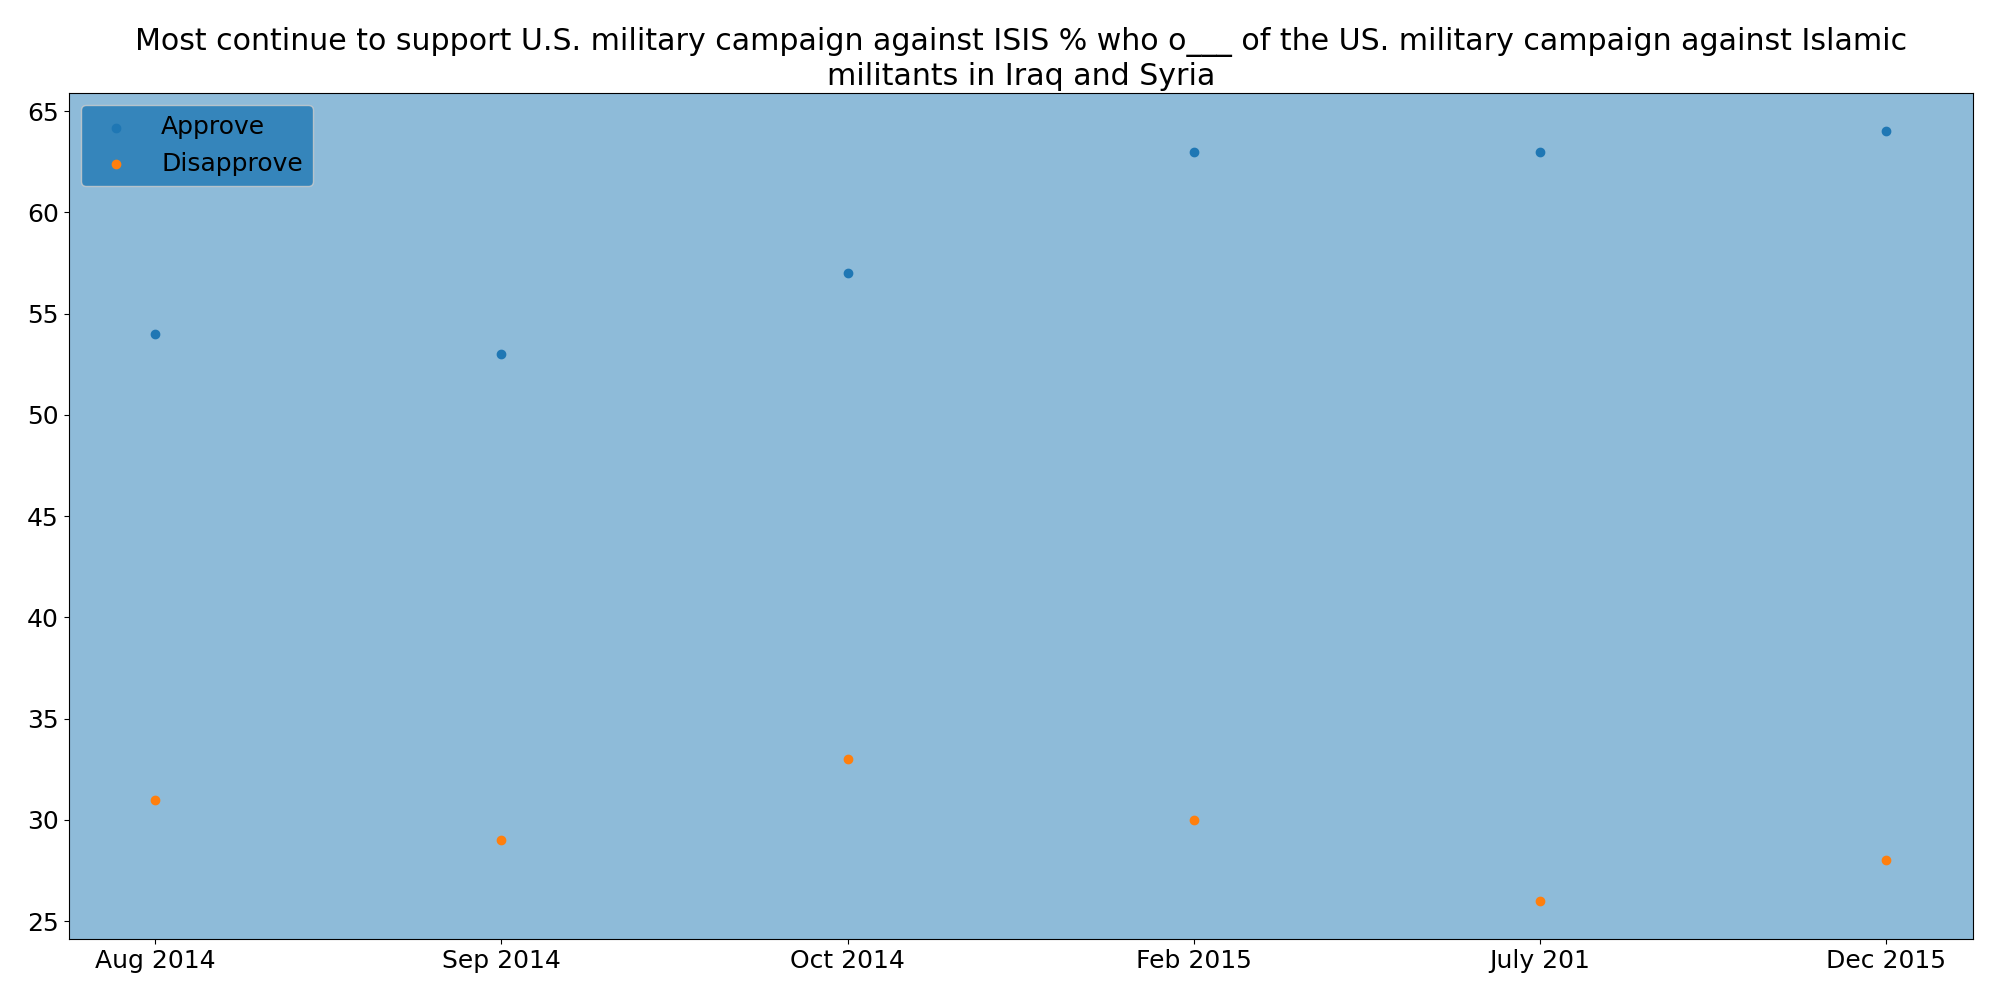 Most continue to support U.S. military campaign against ISIS % who o___ of the US. military campaign against Islamic
militants in Iraq and Syria
Approve
Disapprove
65
60
55
50
45
40
35
30
25
Aug 2014
Sep 2014
Oct 2014
Feb 2015
July 201
Dec 2015